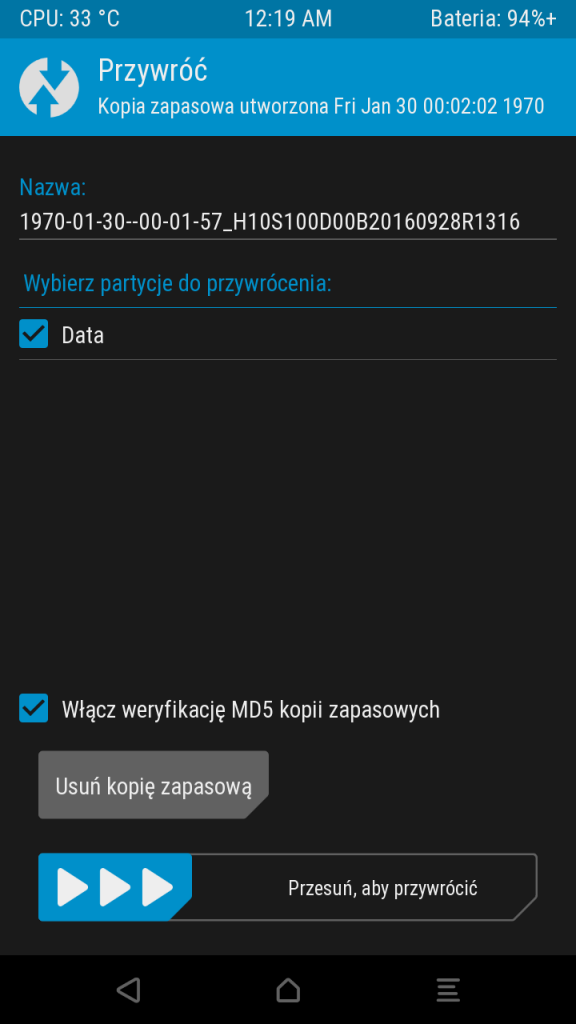 CPU: 33 °C 12:19 AM Bateria: 94%+
Przywróć
Kopia zapasowa utworzona Fri Jan 30 00:02:02 1970
Nazwa:
1970-01-30--00-01-57_H10S100D00B20160928R1316
Wybierz partycje do przywrócenia:
Data
Włącz weryfikację MD5 kopii zapasowych
Usuń kopię zapasową
Przesuń, aby przywrócić